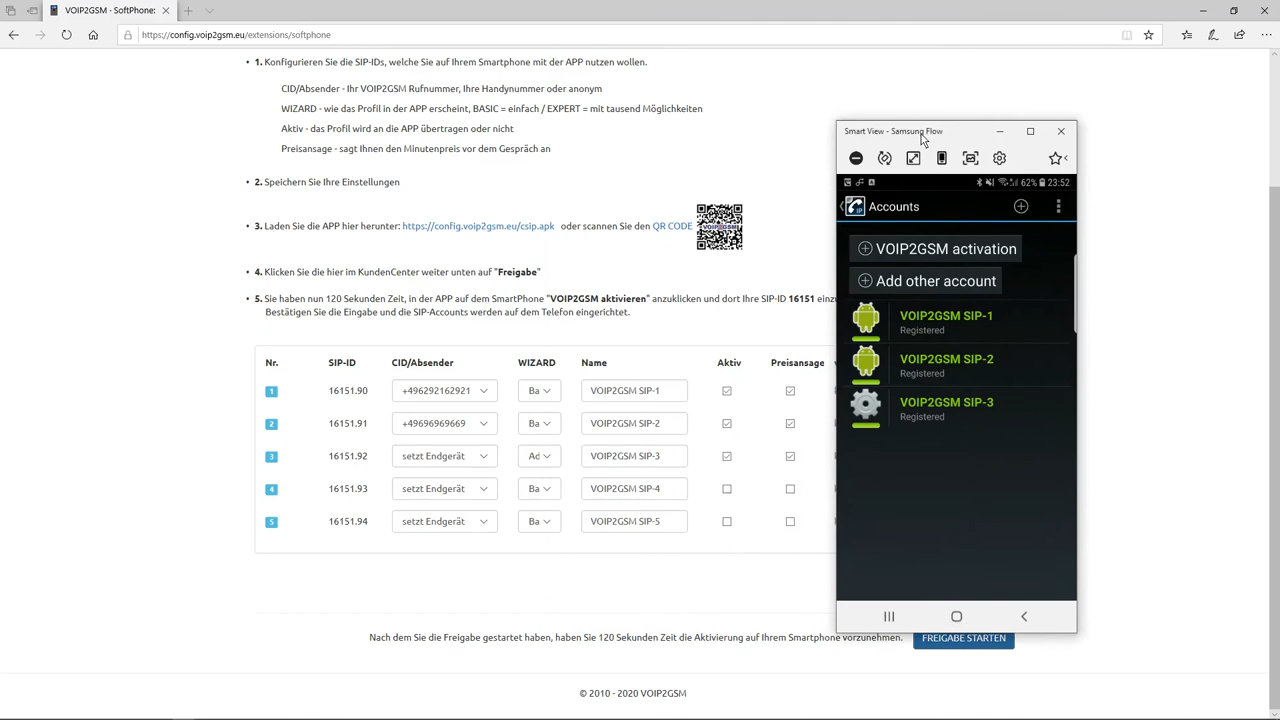 VOIP2GSM · SoftPhone:
https://config.voip2gsm.eu/extensions/softphone
1. Konfigurieren Sie die SIP-IDs, welche Sie auf Ihrem Smartphone mit der APP nutzen wollen.
CID/Absender - Ihr VOIP2GSM Rufnummer, Ihre Handynummer oder anonym
WIZARD - wie das Profil in der APP erscheint, BASIC = einfach / EXPERT = mit tausend Möglichkeiten
Aktiv - das Profil wird an die APP übertragen oder nicht
Preisansage - sagt Ihnen den Minutenpreis vor dem Gespräch an
2. Speichern Sie Ihre Einstellungen
3. Laden Sie die APP hier herunter: https://config.voip2gsm.eu/csip.apk oder scannen Sie den QR CODE
VOIP2GSM
4. Klicken Sie die hier im KundenCenter weiter unten auf "Freigabe"
5. Sie haben nun 120 Sekunden Zeit, in der APP auf dem SmartPhone "VOIP2GSM aktivieren" anzuklicken und dort Ihre SIP-ID 16151 einzu
Bestätigen Sie die Eingabe und die SIP-Accounts werden auf dem Telefon eingerichtet.
Nr. SIP-ID CID/Absender WIZARD Name Aktiv Preisansage
1 16151.90 +496292162921 Ba VOIP2GSM SIP-1
2 16151.91 +49696969669 Ba VOIP2GSM SIP-2
3 16151.92 setzt Endgerät Ad VOIP2GSM SIP-3
4 16151.93 setzt Endgerät Ba VOIP2GSM SIP-4
5 16151.94 setzt Endgerät Ba VOIP2GSM SIP-5
Nach dem Sie die Freigabe gestartet haben, haben Sie 120 Sekunden Zeit die Aktivierung auf Ihrem Smartphone vorzunehmen. FREIGABE STARTEN
© 2010 - 2020 VOIP2GSM
Smart View - Samsung Flow
62% 23:52
IP Accounts
VOIP2GSM activation
Add other account
VOIP2GSM SIP-1
Registered
VOIP2GSM SIP-2
Registered
VOIP2GSM SIP-3
Registered